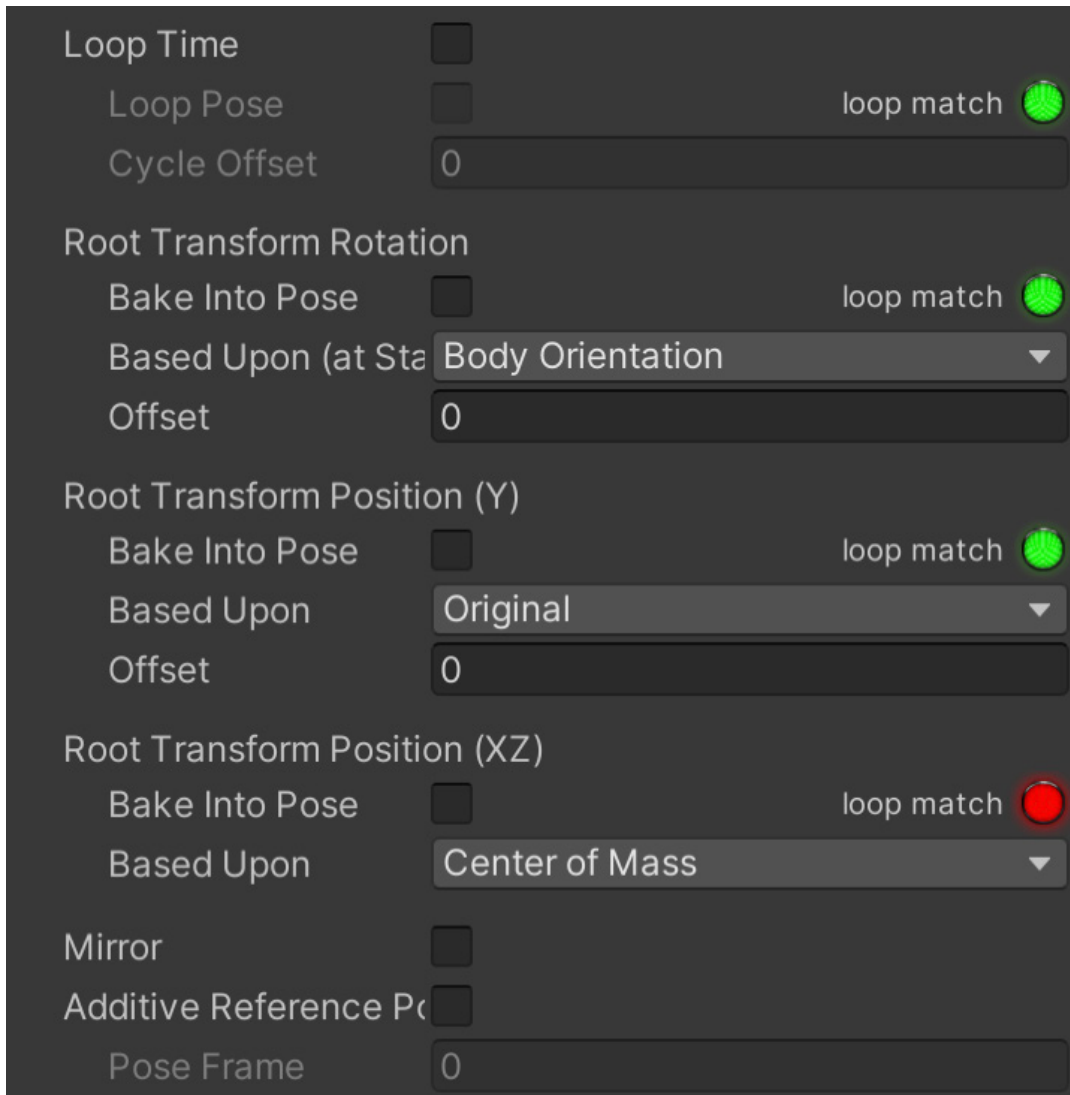 Loop Time
Loop Pose loop match
Cycle Offset 0
Root Transform Rotation
Bake Into Pose loop match
Based Upon (at Sta Body Orientation
Offset 0
Root Transform Position (Y)
Bake Into Pose loop match
Based Upon Original
Offset 0
Root Transform Position (XZ)
Bake Into Pose loop match
Based Upon Center of Mass
Mirror
Additive Reference Po
Pose Frame 0